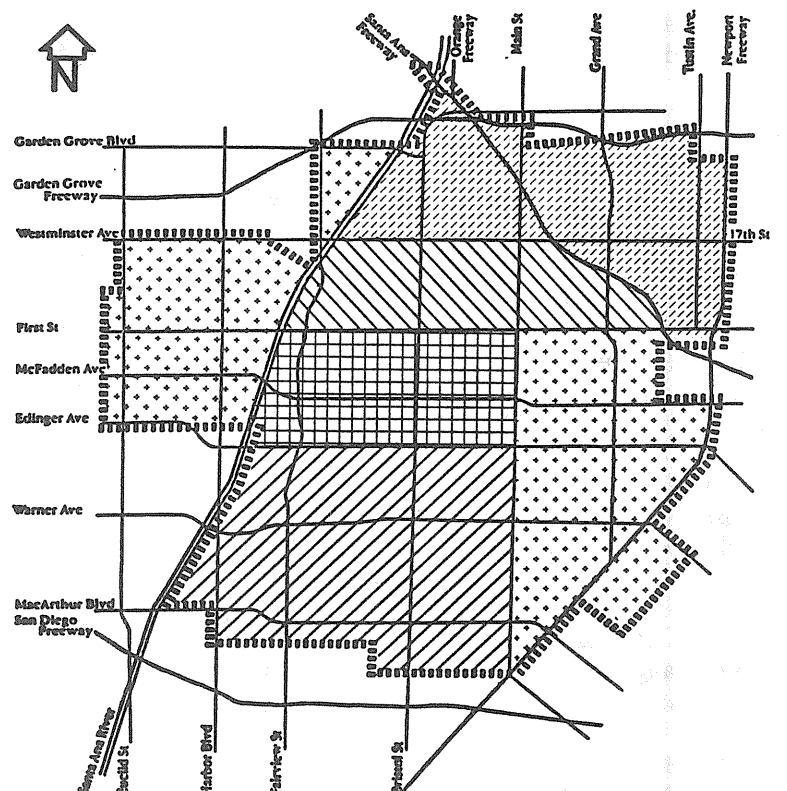 N
Santa Ana
Freeway
Orange
Freeway
Main St
Grand Ave
Tustin Ave.
Newport
Freeway
Garden Grove Blvd
Garden Grove
Freeway
Westminster Ave
17th St
First St
McFadden Ave
Edinger Ave
Warner Ave
MacArthur Blvd
San Diego
Freeway
Santa Ana River
Euclid St
Harbor Blvd
Fairview St
Bristol St